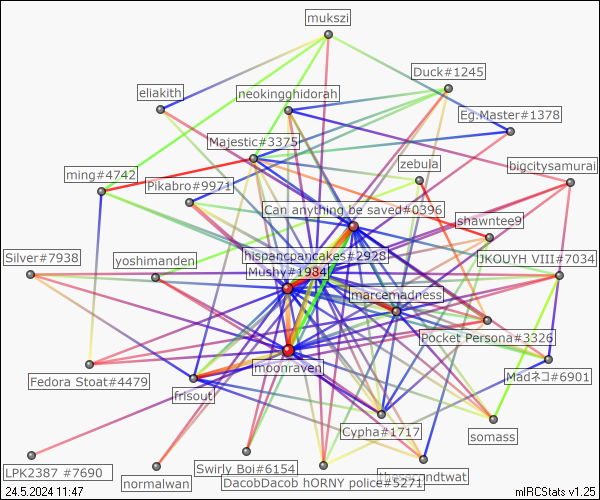 mukszi
Duck#1245
eliakith
neokingghidorah
Eg.Master#1378
Majestic#3375
zebula
bigcitysamurai
ming#4742
Pikabro#9971
Can anything be saved#0396
shawntee9
Silver#7938
yoshimanden
hispancpancakes#2928
JKOUYH VIII#7034
Mushy#1984
marcemadness
Pocket Persona#3326
moonraven
Fedora Stoat#4479
Madネコ#6901
frisout
Cypha#1717
somass
LPK2387 #7690
normalwan
Swirly Boi#6154
DacobDacob hORNY police#5271
thesecondtwat
24.5.2024 11:47
mIRCStats v1.25